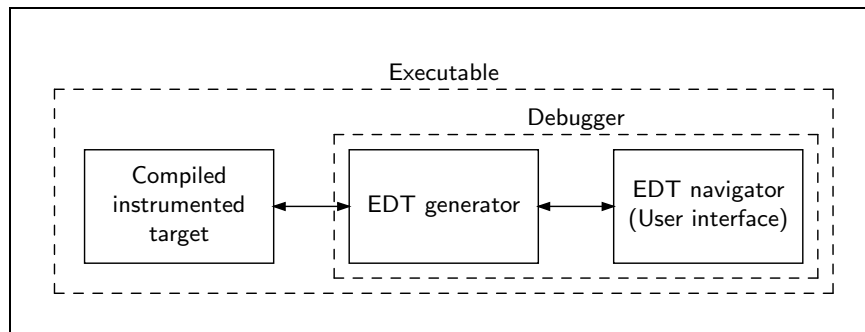 Executable
Debugger
Compiled
instrumented
target
EDT generator
EDT navigator
(User interface)